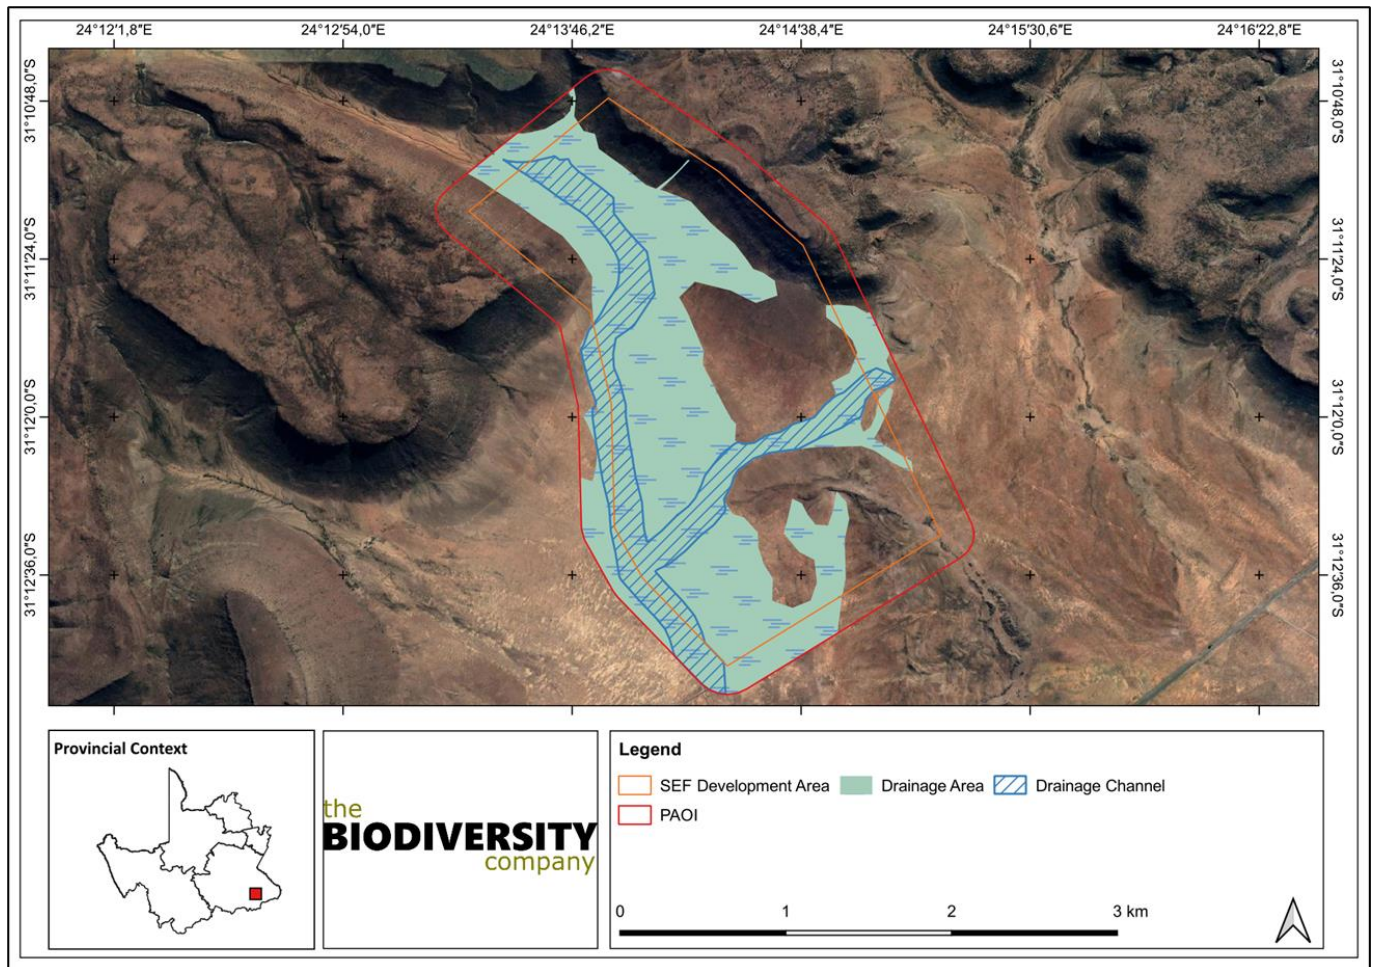 24°12'1,8"E 24°12'54,0"E 24°13'46,2"E 24°14'38,4"E 24°15'30,6"E 24°16'22,8"E
31°10'48,0"S 31°10'48,0"S
31°11'24,0"S 31°11'24,0"S
31°12'0,0"S 31°12'0,0"S
31°12'36,0"S 31°12'36,0"S
Provincial Context
the
BIODIVERSITY
company
Legend
SEF Development Area Drainage Area Drainage Channel
PAOI
0 1 2 3 km